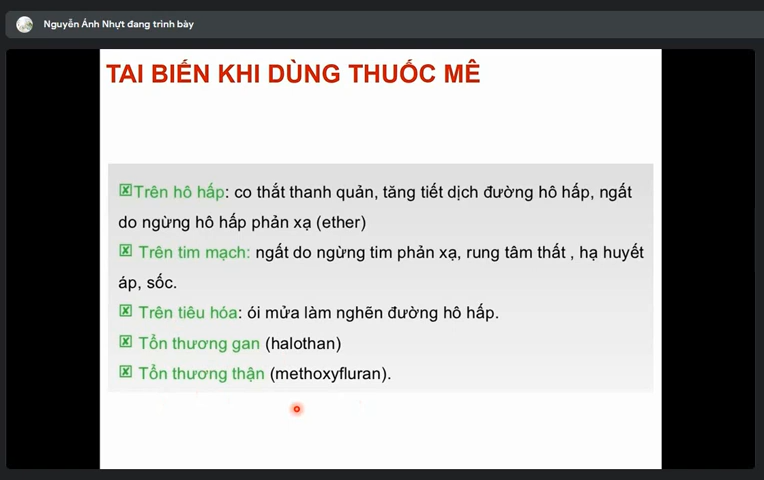 Nguyễn Ánh Nhựt đang trình bày
TAI BIẾN KHI DÙNG THUỐC MÊ
Trên hô hấp: co thắt thanh quản, tăng tiết dịch đường hô hấp, ngất
do ngừng hô hấp phản xạ (ether)
Trên tim mạch: ngất do ngừng tim phản xạ, rung tâm thất , hạ huyết
áp, sốc.
Trên tiêu hóa: ói mửa làm nghẽn đường hô hấp.
Tổn thương gan (halothan)
Tổn thương thận (methoxyfluran).